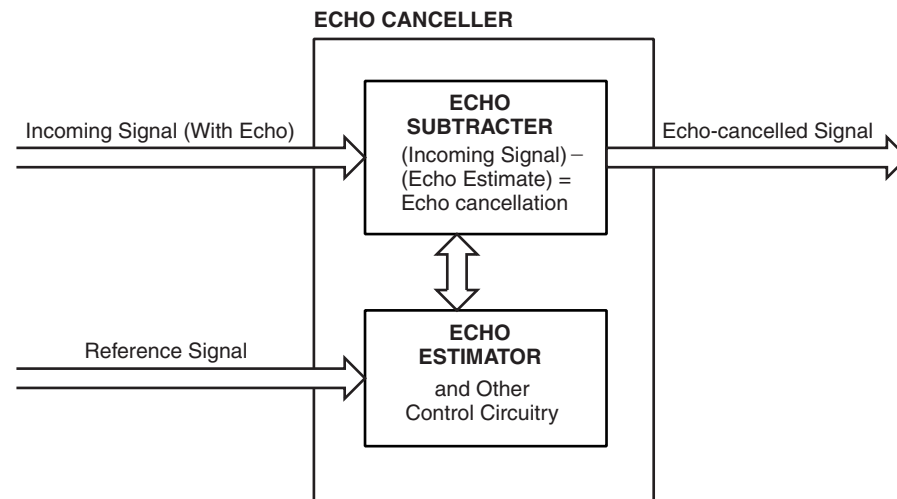 ECHO CANCELLER
ECHO
SUBTRACTER
(Incoming Signal) –
(Echo Estimate) =
Echo cancellation
Incoming Signal (With Echo)
Echo-cancelled Signal
ECHO
ESTIMATOR
and Other
Control Circuitry
Reference Signal